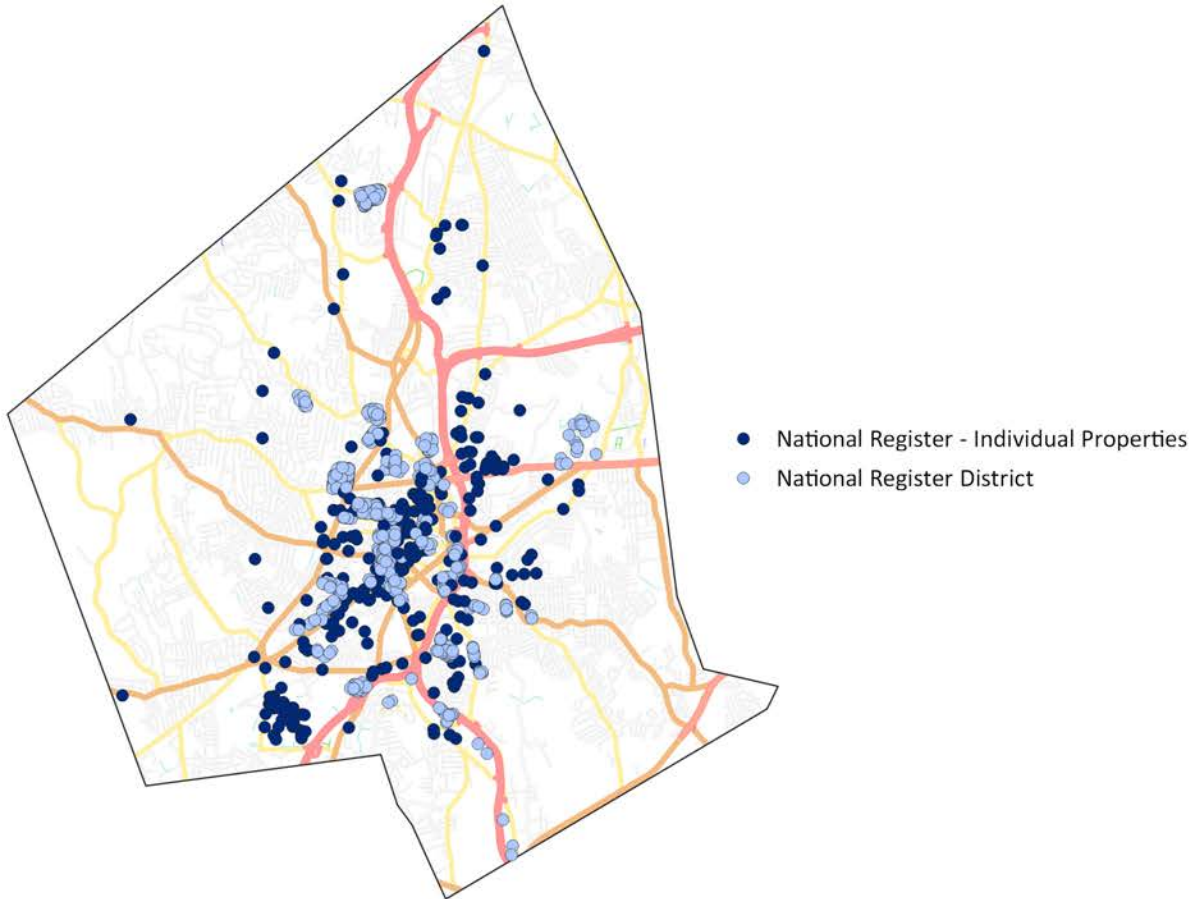 National Register - Individual Properties
National Register District